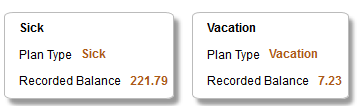 Sick
Plan Type Sick
Recorded Balance 221.79
Vacation
Plan Type Vacation
Recorded Balance 7.23